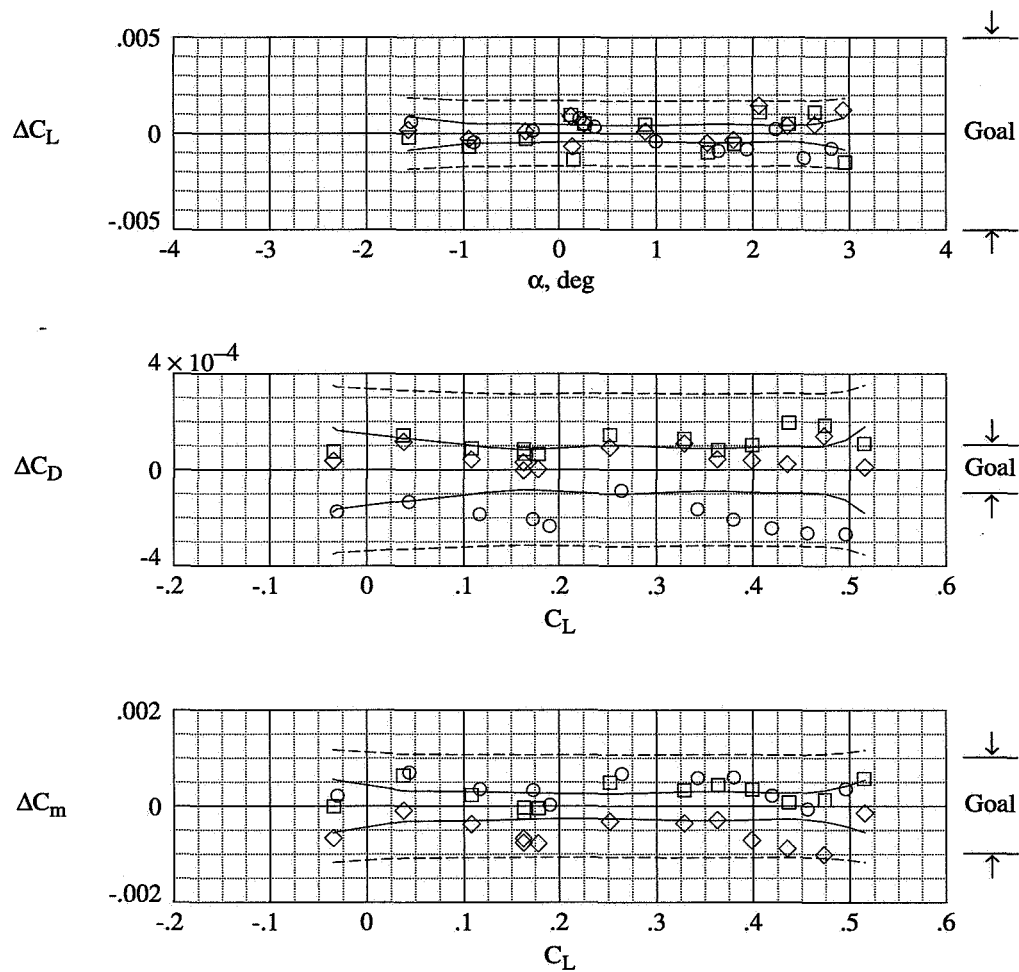 .005
ΔC_L
0
Goal
-.005
-4 -3 -2 -1 0 1 2 3 4
α, deg
4 × 10⁻⁴
ΔC_D
0
Goal
-4
-.2 -.1 0 .1 .2 .3 .4 .5 .6
C_L
.002
ΔC_m
0
Goal
-.002
-.2 -.1 0 .1 .2 .3 .4 .5 .6
C_L